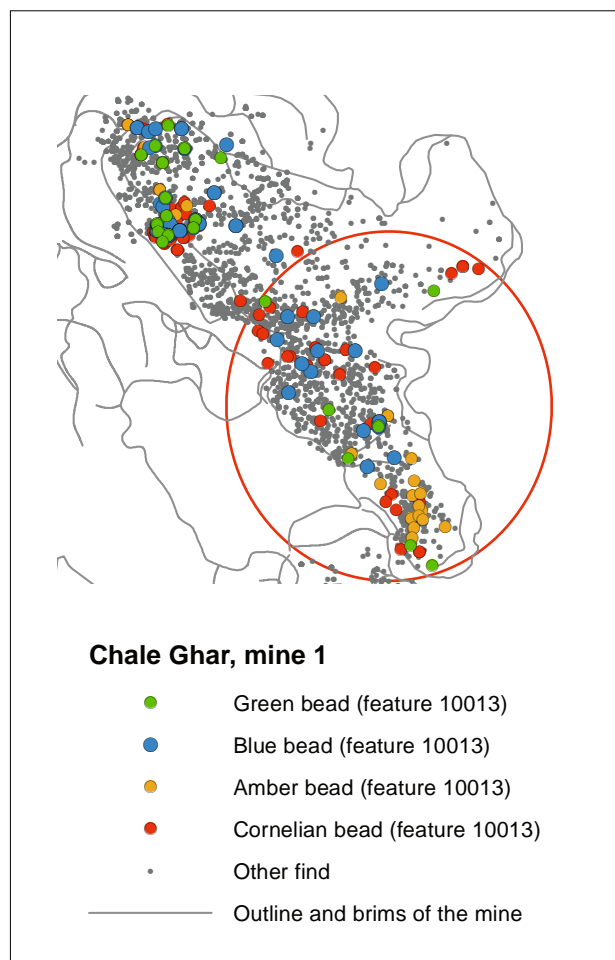 Chale Ghar, mine 1
Green bead (feature 10013)
Blue bead (feature 10013)
Amber bead (feature 10013)
Cornelian bead (feature 10013)
Other find
Outline and brims of the mine